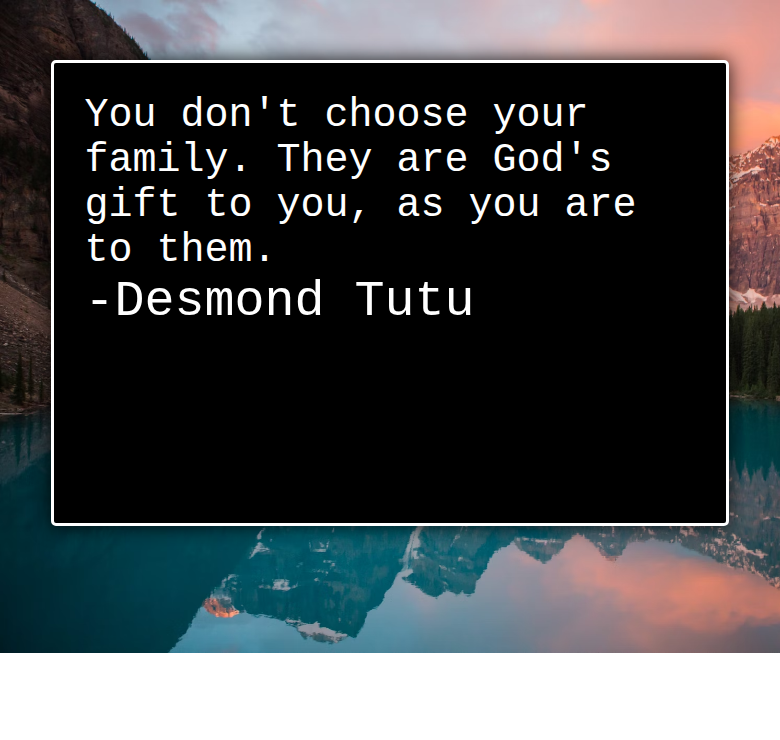 You don't choose your
family. They are God's
gift to you, as you are
to them.
-Desmond Tutu